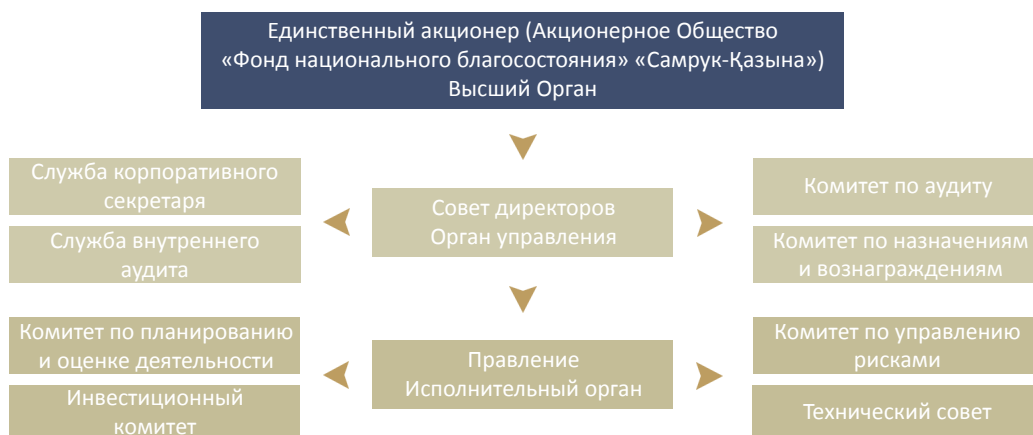 Единственный акционер (Акционерное Общество
«Фонд национального благосостояния» «Самрук-Қазына»)
Высший Орган
Служба корпоративного
секретаря
Служба внутреннего
аудита
Совет директоров
Орган управления
Комитет по аудиту
Комитет по назначениям
и вознаграждениям
Комитет по планированию
и оценке деятельности
Инвестиционный
комитет
Правление
Исполнительный орган
Комитет по управлению
рисками
Технический совет